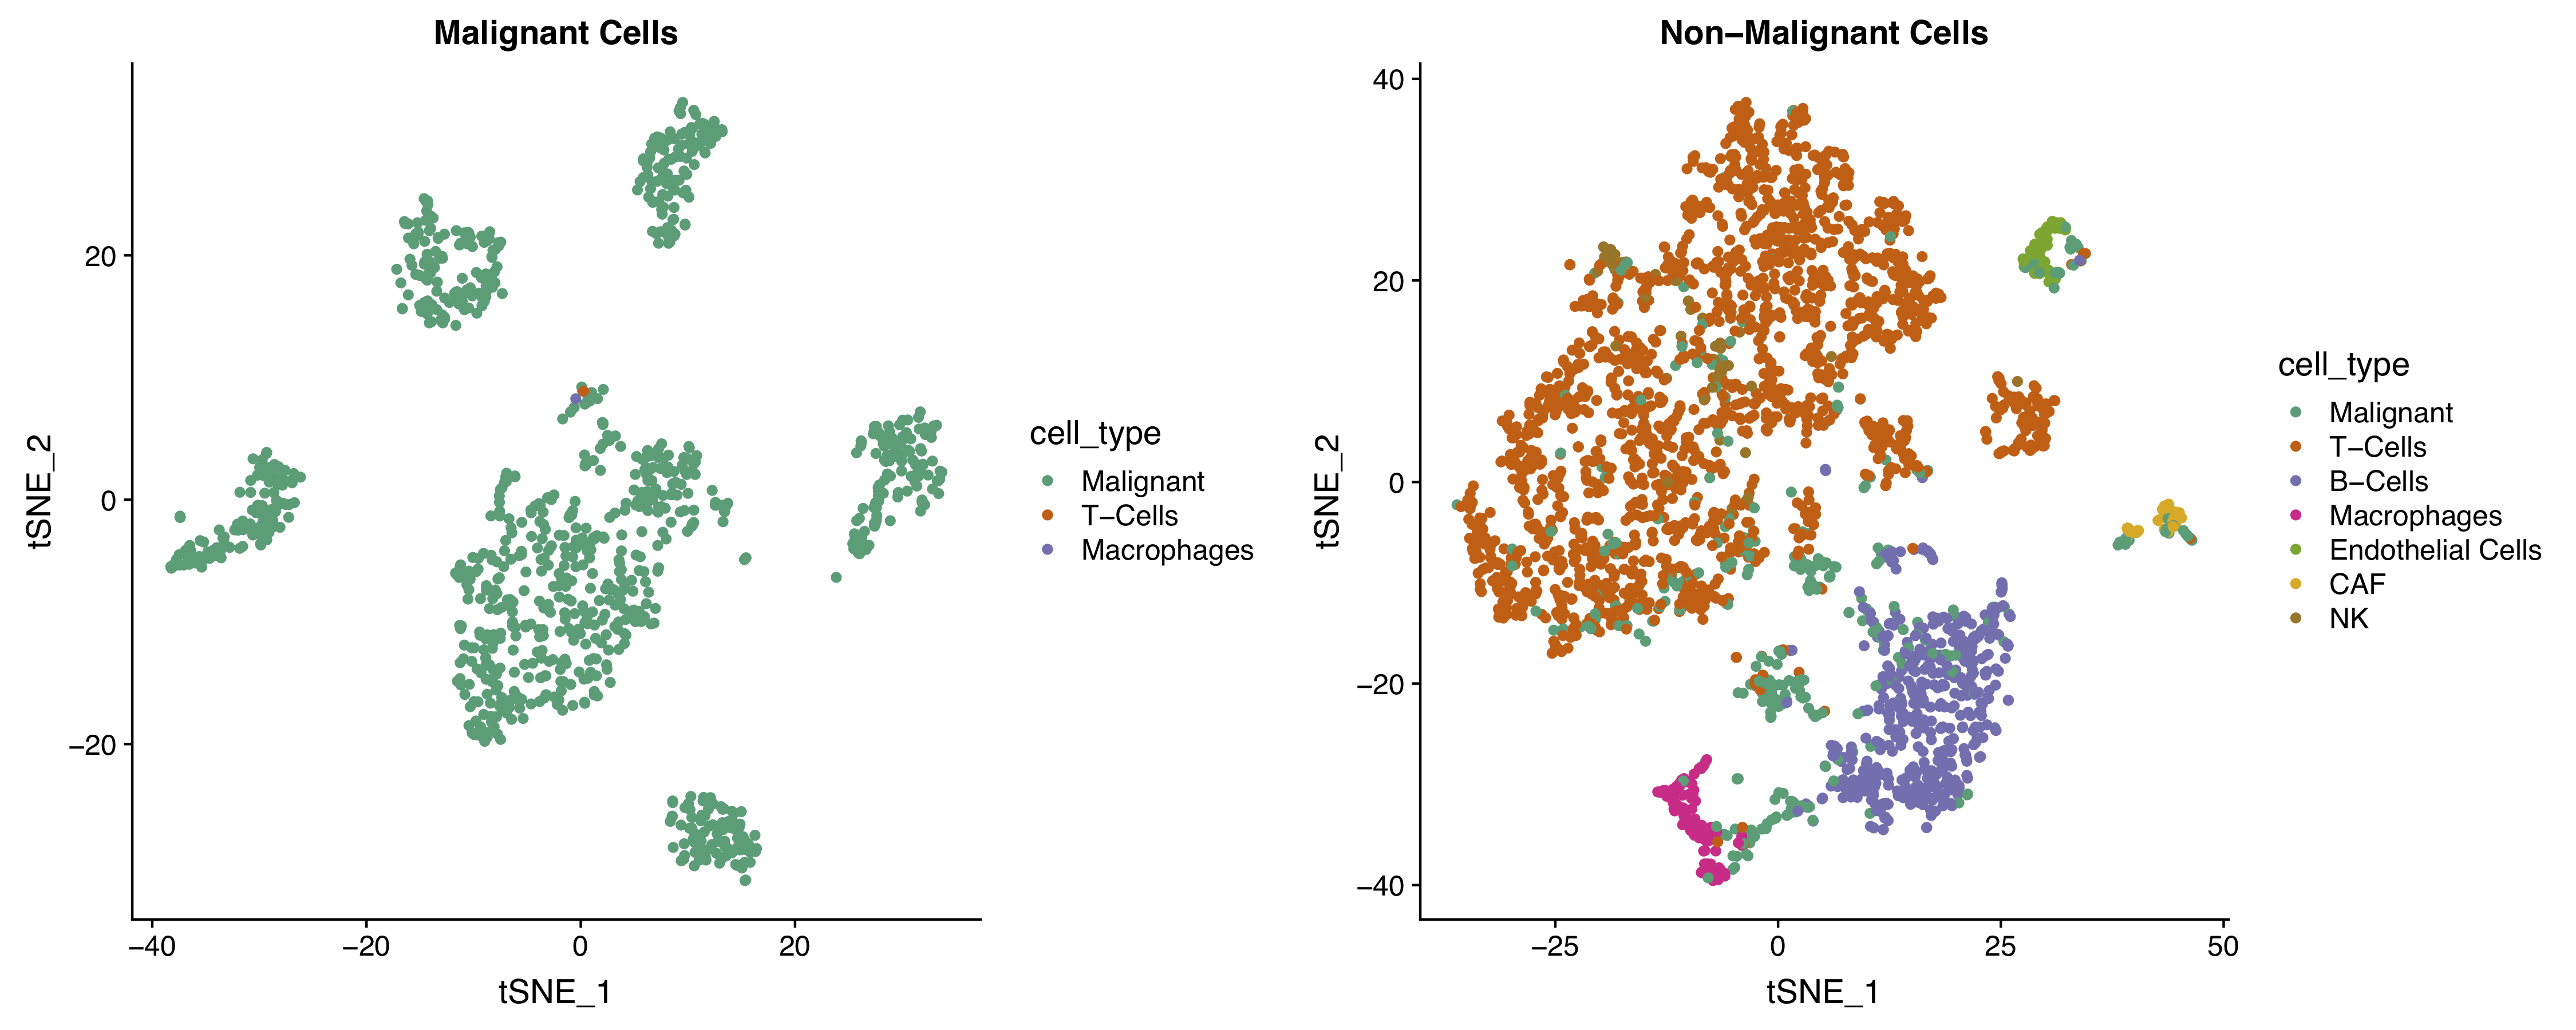 Malignant Cells
20
0
−20
−40
−20
0
20
tSNE_1
tSNE_2
cell_type
Malignant
T−Cells
Macrophages
Non−Malignant Cells
40
20
0
−20
−40
−25
0
25
50
tSNE_1
tSNE_2
cell_type
Malignant
T−Cells
B−Cells
Macrophages
Endothelial Cells
CAF
NK